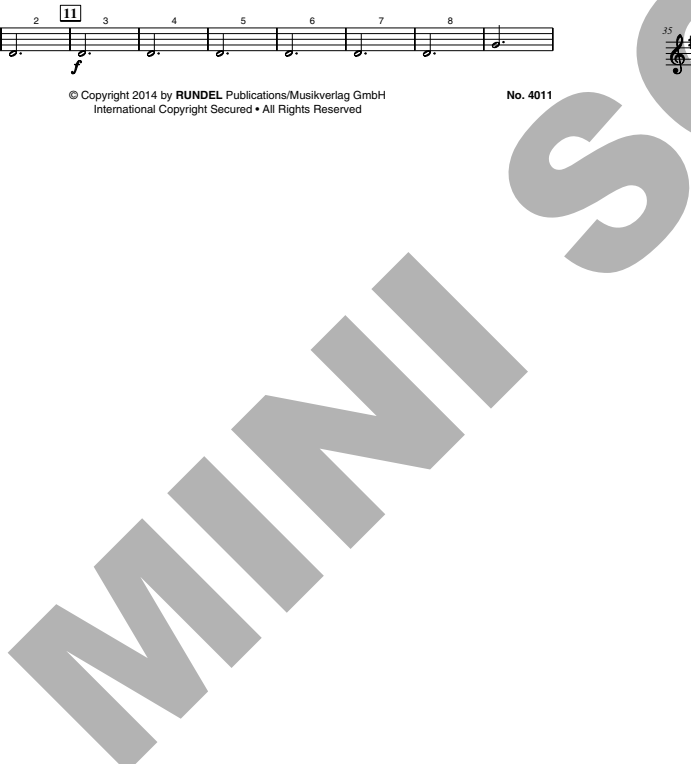 2 11 3 4 5 6 7 8
f
35
© Copyright 2014 by RUNDEL Publications/Musikverlag GmbH No. 4011
International Copyright Secured • All Rights Reserved
MINI S